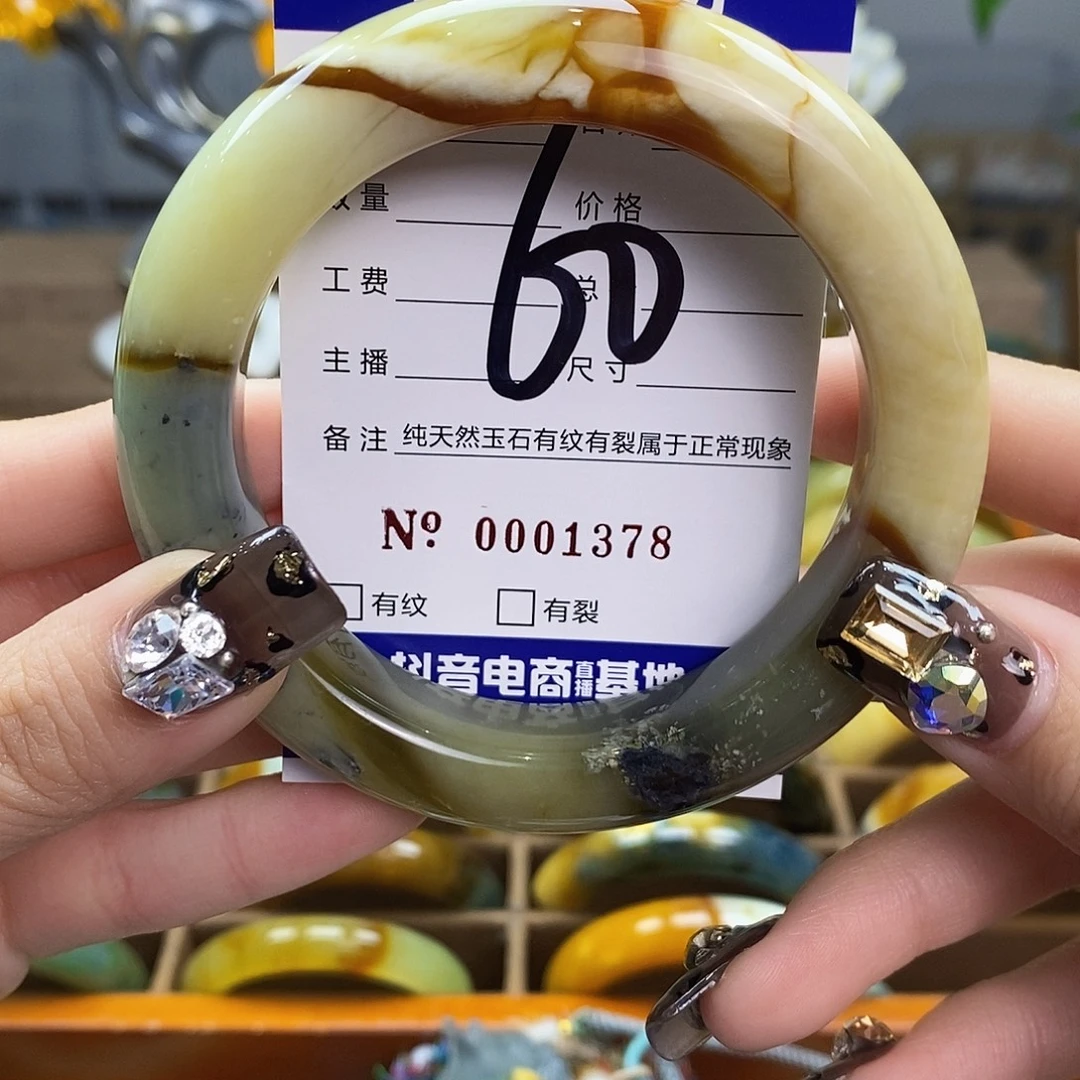 数量 价格
60
工费 总
主播 尺寸
备注 纯天然玉石有纹有裂属于正常现象
Nº 0001378
有纹 有裂
抖音电商直播基地